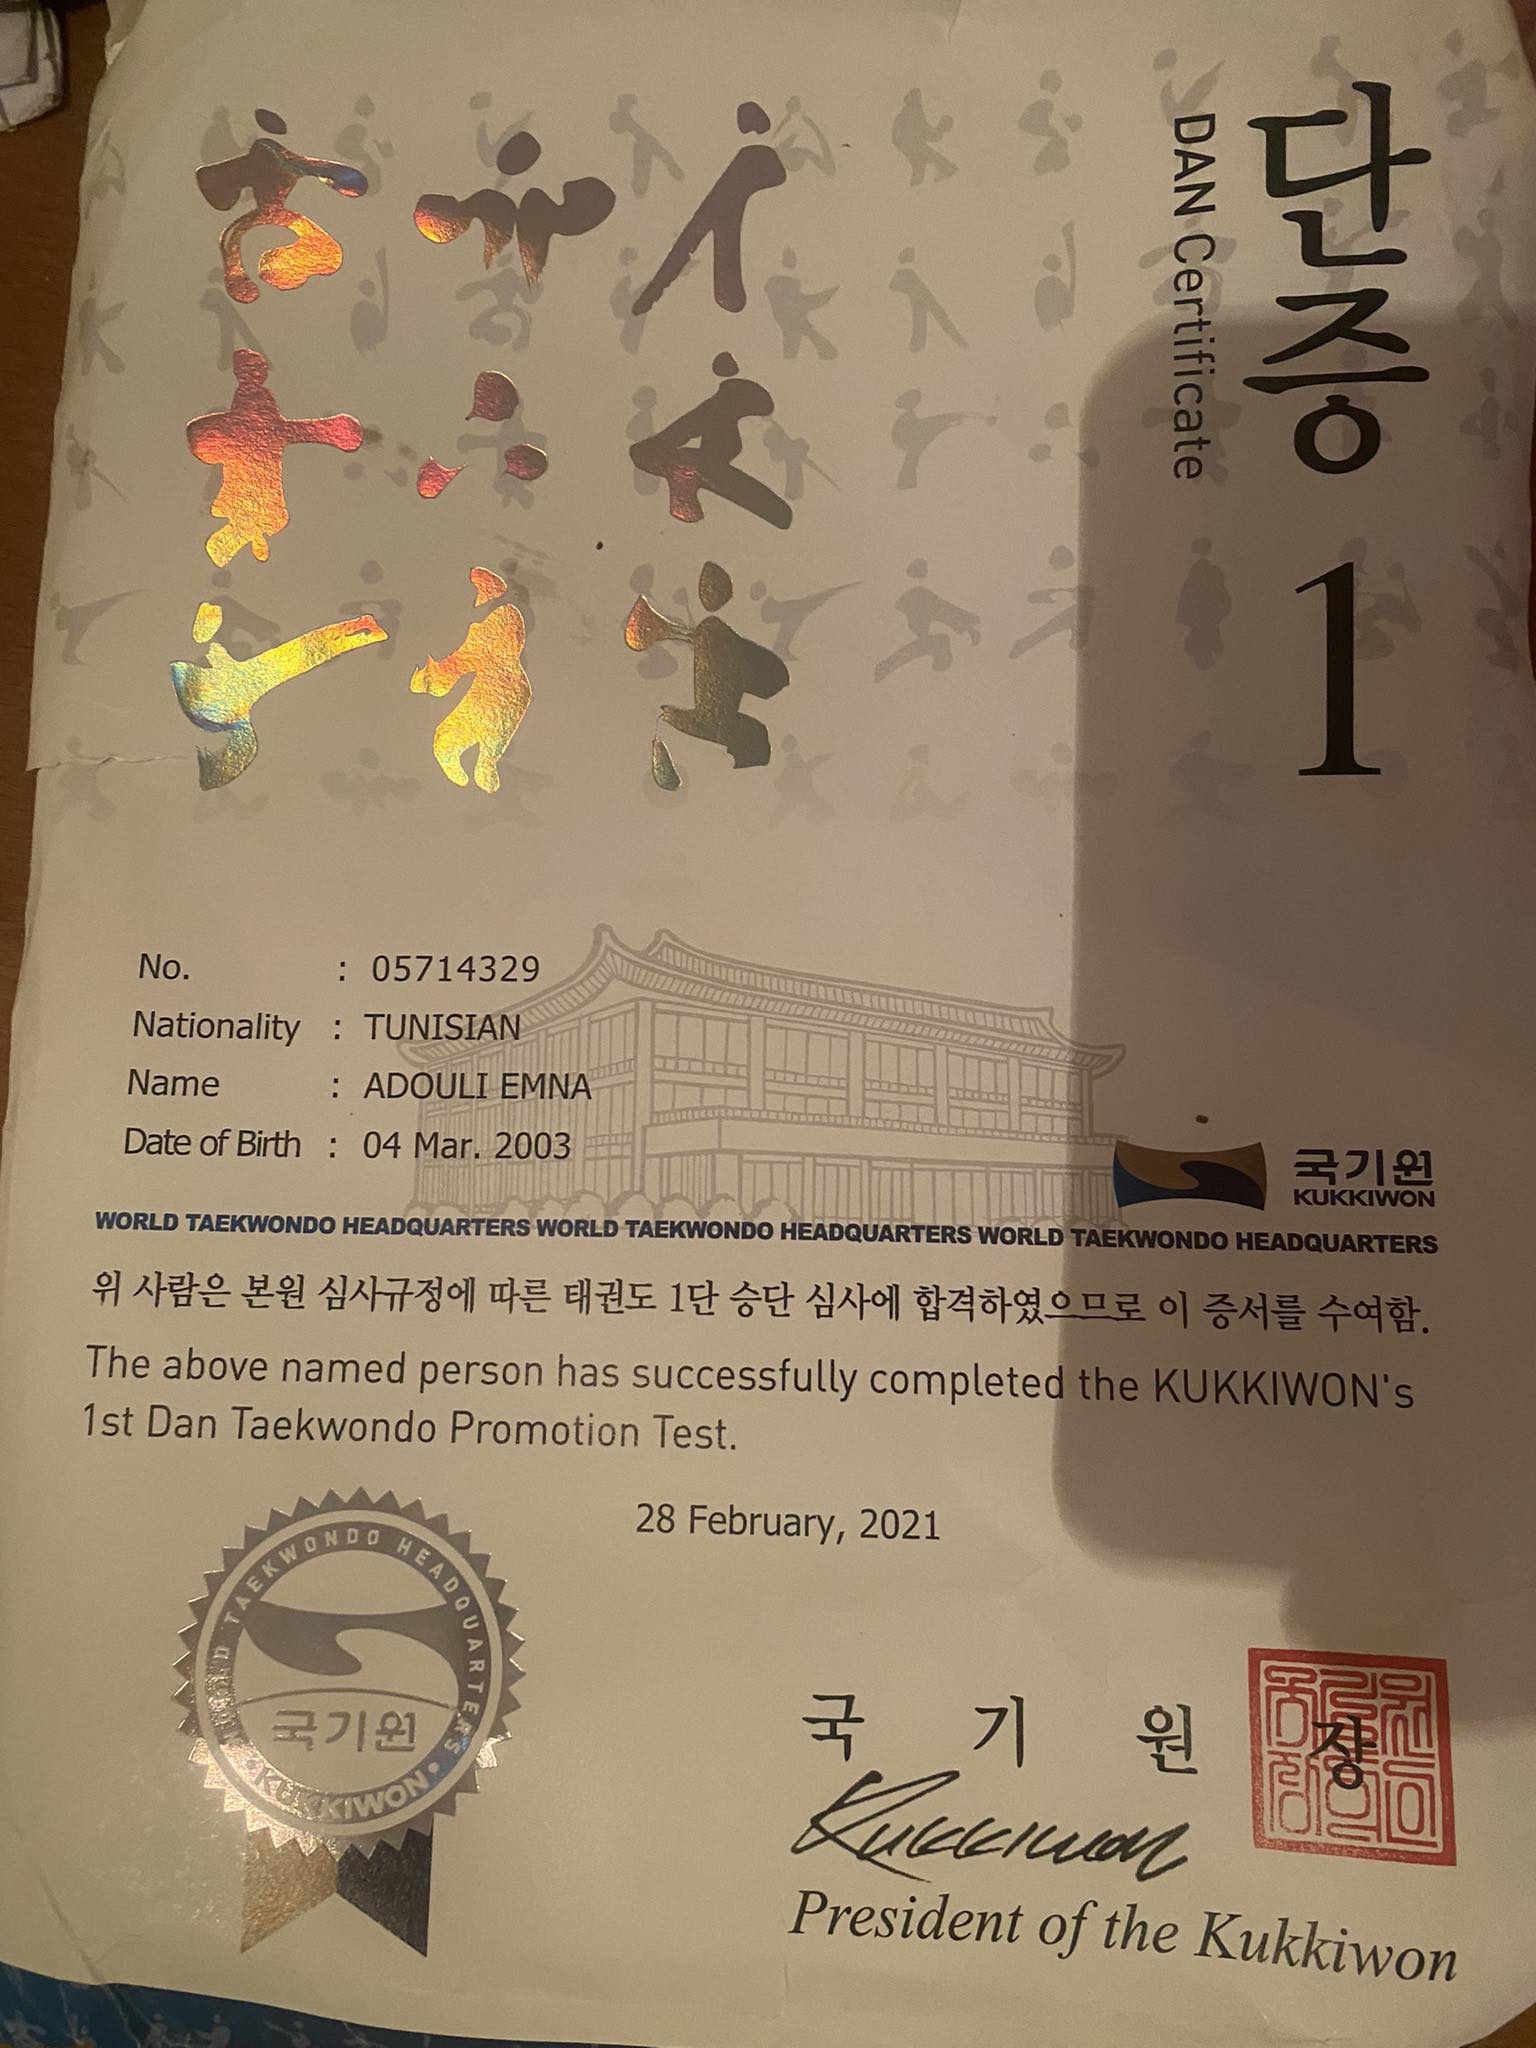 단증 1
DAN Certificate
No. : 05714329
Nationality : TUNISIAN
Name : ADOULI EMNA
Date of Birth : 04 Mar. 2003
국기원
KUKKIWON
WORLD TAEKWONDO HEADQUARTERS WORLD TAEKWONDO HEADQUARTERS WORLD TAEKWONDO HEADQUARTERS
위 사람은 본원 심사규정에 따른 태권도 1단 승단 심사에 합격하였으므로 이 증서를 수여함.
The above named person has successfully completed the KUKKIWON's
1st Dan Taekwondo Promotion Test.
28 February, 2021
WORLD TAEKWONDO HEADQUARTERS
국기원
•KUKKIWON•
국 기 원 장
Kukkiwon
President of the Kukkiwon